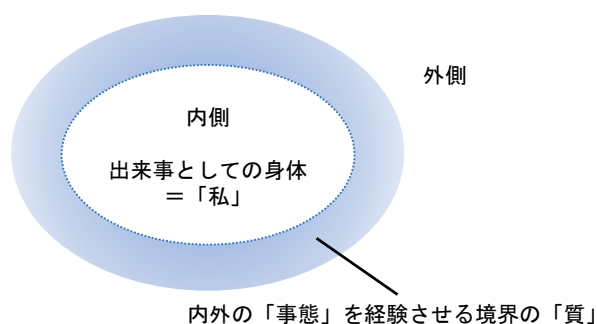 外側
内側
出来事としての身体
＝「私」
内外の「事態」を経験させる境界の「質」